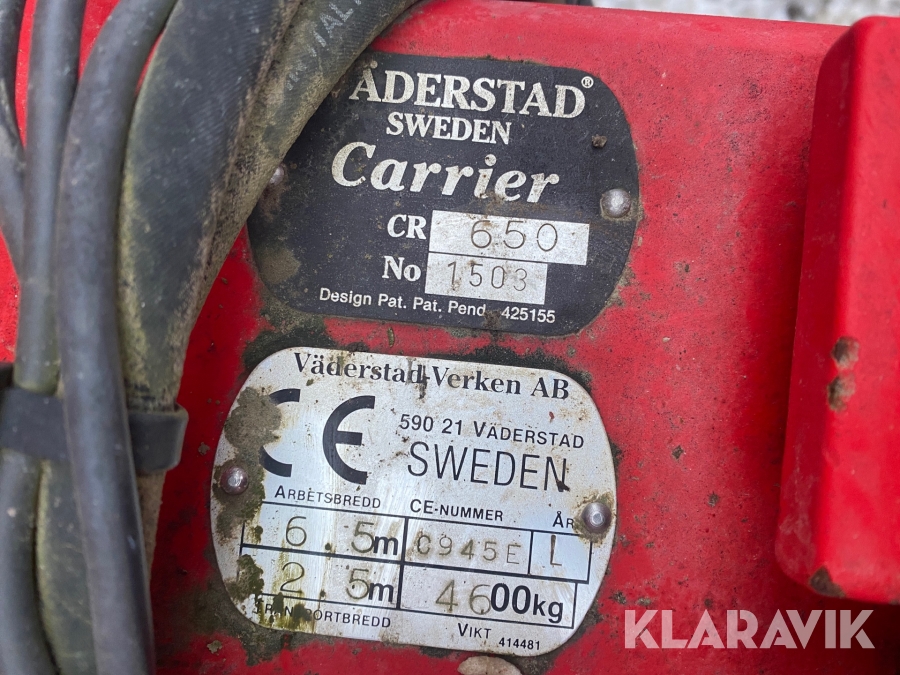 VÄDERSTAD®
SWEDEN
Carrier
CR 650
No 1503
Design Pat. Pat. Pend. 425155
Väderstad-Verken AB
CE
590 21 VÄDERSTAD
SWEDEN
ARBETSBREDD CE-NUMMER ÅR
6.5m C945E L
2.5m 4600kg
TRANSPORTBREDD VIKT 414481
KLARAVIK